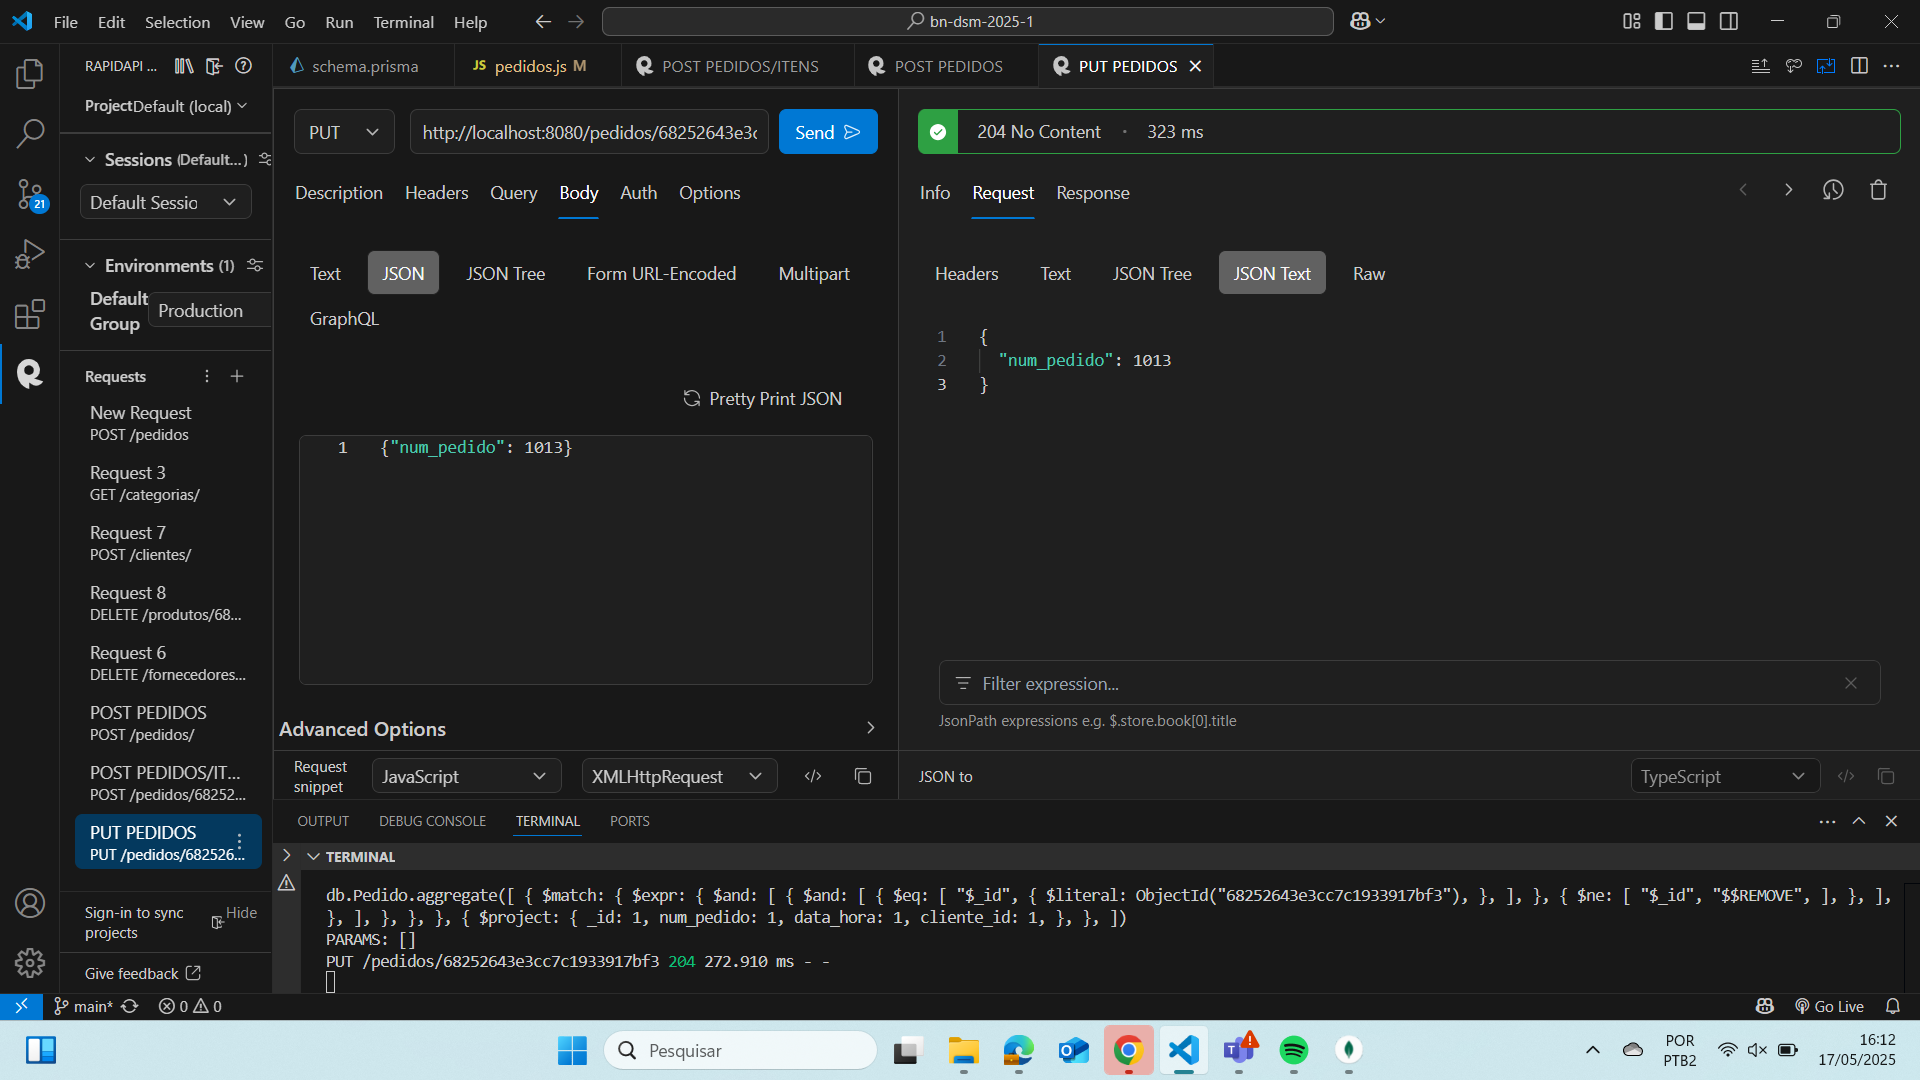 File Edit Selection View Go Run Terminal Help
bn-dsm-2025-1
RAPIDAPI ...
schema.prisma
JS pedidos.js M
POST PEDIDOS/ITENS
POST PEDIDOS
PUT PEDIDOS
Project Default (local)
Sessions (Default...)
Default Sessio
Environments (1)
Default Group
Production
Requests
New Request
POST /pedidos
Request 3
GET /categorias/
Request 7
POST /clientes/
Request 8
DELETE /produtos/68...
Request 6
DELETE /fornecedores...
POST PEDIDOS
POST /pedidos/
POST PEDIDOS/IT...
POST /pedidos/68252...
PUT PEDIDOS
PUT /pedidos/682526...
Sign-in to sync projects
Hide
Give feedback
21
PUT
http://localhost:8080/pedidos/68252643e3c
Send
Description Headers Query Body Auth Options
Text JSON JSON Tree Form URL-Encoded Multipart
GraphQL
Pretty Print JSON
1 {"num_pedido": 1013}
Advanced Options
Request snippet
JavaScript
XMLHttpRequest
204 No Content · 323 ms
Info Request Response
Headers Text JSON Tree JSON Text Raw
1 {
2 "num_pedido": 1013
3 }
Filter expression...
JsonPath expressions e.g. $.store.book[0].title
JSON to
TypeScript
OUTPUT DEBUG CONSOLE TERMINAL PORTS
TERMINAL
db.Pedido.aggregate([ { $match: { $expr: { $and: [ { $and: [ { $eq: [ "$_id", { $literal: ObjectId("68252643e3cc7c1933917bf3"), }, ], }, { $ne: [ "$_id", "$$REMOVE", ], }, ],
}, ], }, }, }, { $project: { _id: 1, num_pedido: 1, data_hora: 1, cliente_id: 1, }, }, ])
PARAMS: []
PUT /pedidos/68252643e3cc7c1933917bf3 204 272.910 ms - -
main* 0 0
Go Live
Pesquisar
POR
PTB2
16:12
17/05/2025